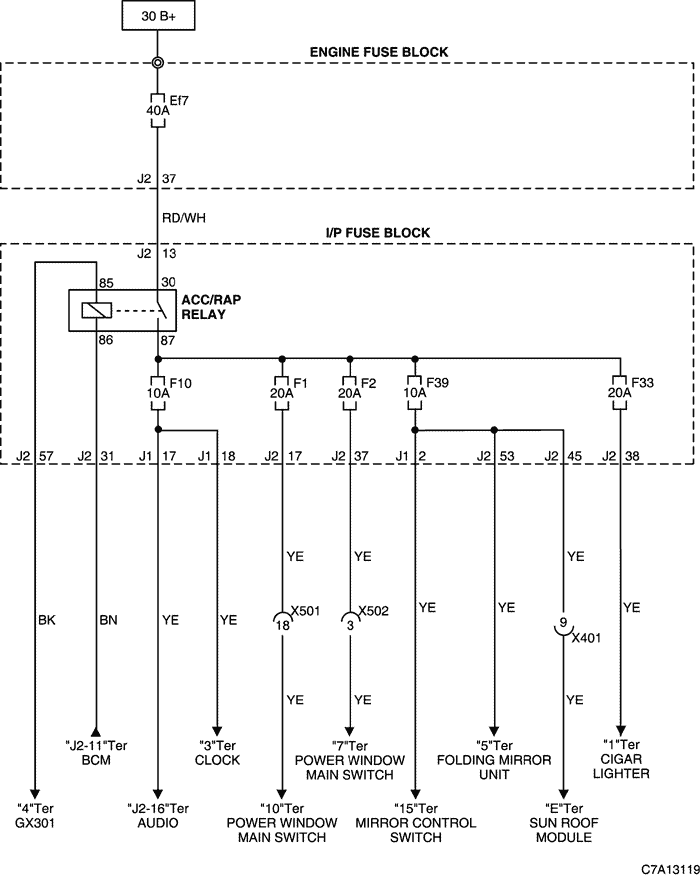 30 B+
ENGINE FUSE BLOCK
Ef7
40A
J2 37
RD/WH
I/P FUSE BLOCK
J2 13
85 30
ACC/RAP
RELAY
86 87
F10 F1 F2 F39 F33
10A 20A 20A 10A 20A
J2 57 J2 31 J1 17 J1 18 J2 17 J2 37 J1 2 J2 53 J2 45 J2 38
YE YE YE
BK BN YE YE X501 X502 YE YE YE
18 3 9
X401
YE YE YE
"J2-11"Ter
BCM
"3"Ter
CLOCK
"7"Ter
POWER WINDOW
MAIN SWITCH
"5"Ter
FOLDING MIRROR
UNIT
"1"Ter
CIGAR
LIGHTER
"4"Ter
GX301
"J2-16"Ter
AUDIO
"10"Ter
POWER WINDOW
MAIN SWITCH
"15"Ter
MIRROR CONTROL
SWITCH
"E"Ter
SUN ROOF
MODULE
C7A13119